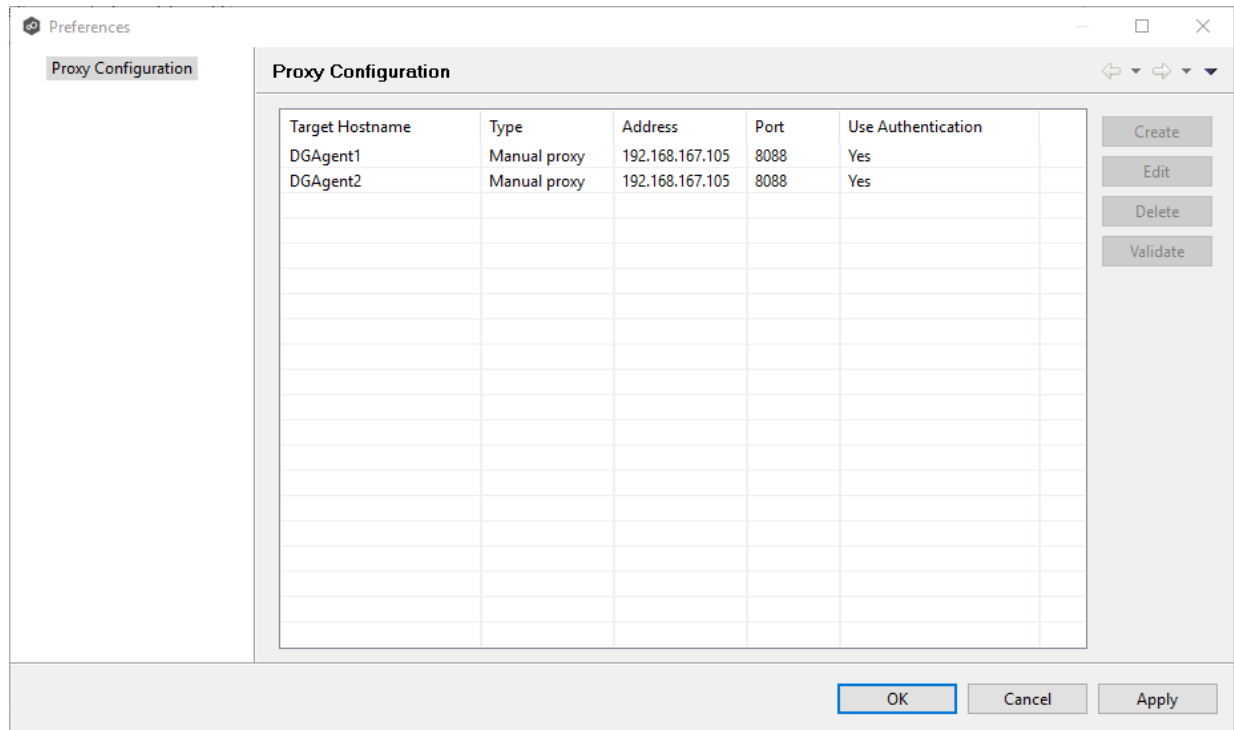 Preferences
Proxy Configuration
Proxy Configuration
Target Hostname Type Address Port Use Authentication
DGAgent1 Manual proxy 192.168.167.105 8088 Yes
DGAgent2 Manual proxy 192.168.167.105 8088 Yes
Create
Edit
Delete
Validate
OK Cancel Apply